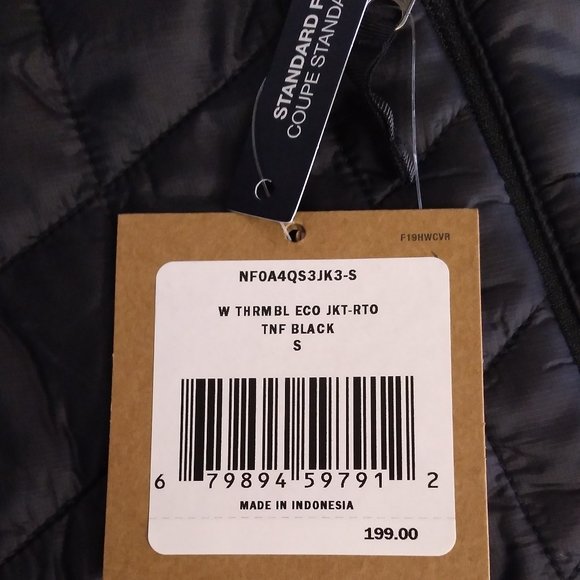 STANDARD
COUPE STANDA
F19HWCVR
NF0A4QS3JK3-S
W THRMBL ECO JKT-RTO
TNF BLACK
S
6 79894 59791 2
MADE IN INDONESIA
199.00